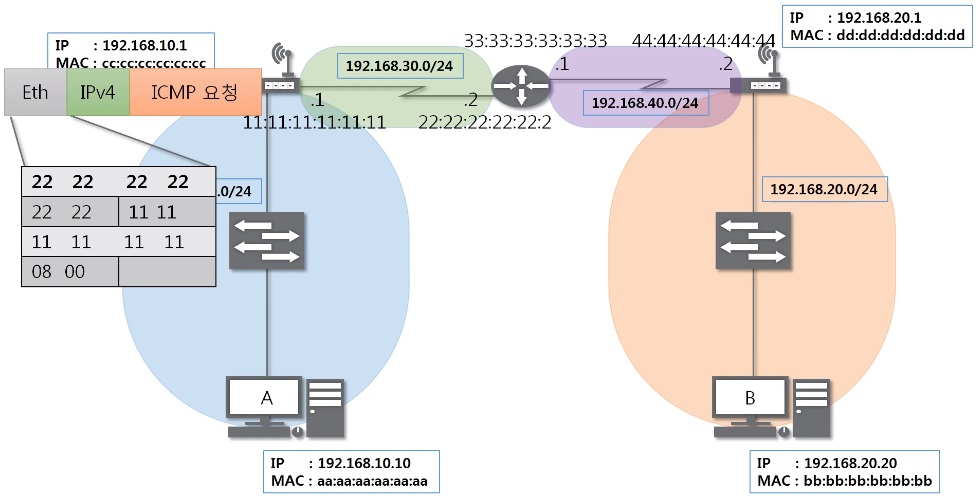 IP : 192.168.10.1
MAC : cc:cc:cc:cc:cc:cc
Eth IPv4 ICMP 요청
22 22 22 22
22 22 11 11
11 11 11 11
08 00
.0/24
192.168.30.0/24
.1
.2
11:11:11:11:11:11
22:22:22:22:22:2
33:33:33:33:33:33
44:44:44:44:44:44
.1
.2
192.168.40.0/24
IP : 192.168.20.1
MAC : dd:dd:dd:dd:dd:dd
192.168.20.0/24
A
IP : 192.168.10.10
MAC : aa:aa:aa:aa:aa:aa
B
IP : 192.168.20.20
MAC : bb:bb:bb:bb:bb:bb